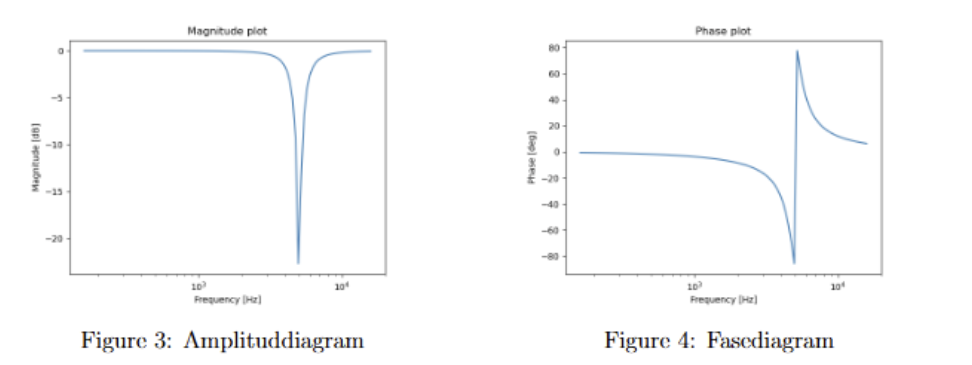 Magnitude plot
0
−5
−10
−15
−20
Magnitude [dB]
10³ 10⁴
Frequency [Hz]
Figure 3: Amplituddiagram
Phase plot
80
60
40
20
0
−20
−40
−60
−80
Phase [deg]
10³ 10⁴
Frequency [Hz]
Figure 4: Fasediagram